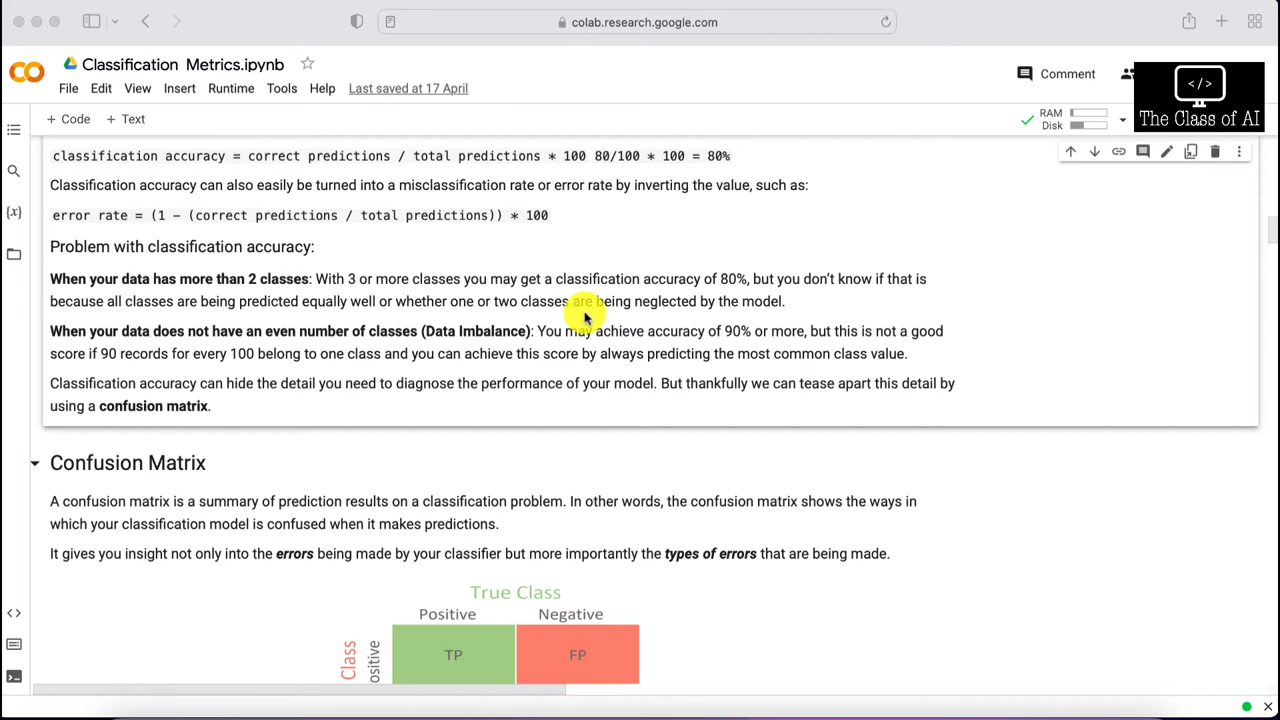 colab.research.google.com
CO
Classification Metrics.ipynb
File Edit View Insert Runtime Tools Help Last saved at 17 April
Comment
</>
The Class of AI
+ Code + Text
RAM
Disk
classification accuracy = correct predictions / total predictions * 100 80/100 * 100 = 80%
Classification accuracy can also easily be turned into a misclassification rate or error rate by inverting the value, such as:
error rate = (1 - (correct predictions / total predictions)) * 100
Problem with classification accuracy:
When your data has more than 2 classes: With 3 or more classes you may get a classification accuracy of 80%, but you don’t know if that is
because all classes are being predicted equally well or whether one or two classes are being neglected by the model.
When your data does not have an even number of classes (Data Imbalance): You may achieve accuracy of 90% or more, but this is not a good
score if 90 records for every 100 belong to one class and you can achieve this score by always predicting the most common class value.
Classification accuracy can hide the detail you need to diagnose the performance of your model. But thankfully we can tease apart this detail by
using a confusion matrix.
Confusion Matrix
A confusion matrix is a summary of prediction results on a classification problem. In other words, the confusion matrix shows the ways in
which your classification model is confused when it makes predictions.
It gives you insight not only into the errors being made by your classifier but more importantly the types of errors that are being made.
True Class
Positive Negative
Class
ositive
TP FP
{x}
<>